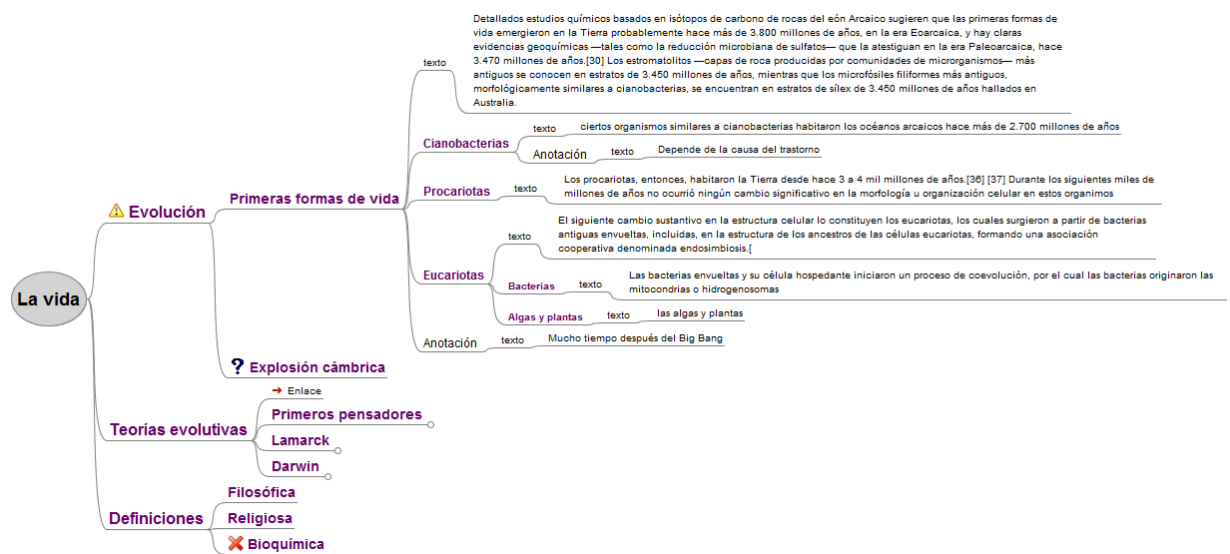 La vida
Evolución
Primeras formas de vida
texto
Detallados estudios químicos basados en isótopos de carbono de rocas del eón Arcaico sugieren que las primeras formas de
vida emergieron en la Tierra probablemente hace más de 3.800 millones de años, en la era Eoarcaica, y hay claras
evidencias geoquímicas —tales como la reducción microbiana de sulfatos— que la atestiguan en la era Paleoarcaica, hace
3.470 millones de años.[30] Los estromatolitos —capas de roca producidas por comunidades de microrganismos— más
antiguos se conocen en estratos de 3.450 millones de años, mientras que los microfósiles filiformes más antiguos,
morfológicamente similares a cianobacterias, se encuentran en estratos de sílex de 3.450 millones de años hallados en
Australia.
Cianobacterias
texto
ciertos organismos similares a cianobacterias habitaron los océanos arcaicos hace más de 2.700 millones de años
Anotación
texto
Depende de la causa del trastorno
Procariotas
texto
Los procariotas, entonces, habitaron la Tierra desde hace 3 a 4 mil millones de años.[36] [37] Durante los siguientes miles de
millones de años no ocurrió ningún cambio significativo en la morfología u organización celular en estos organimos
Eucariotas
texto
El siguiente cambio sustantivo en la estructura celular lo constituyen los eucariotas, los cuales surgieron a partir de bacterias
antiguas envueltas, incluidas, en la estructura de los ancestros de las células eucariotas, formando una asociación
cooperativa denominada endosimbiosis.[
Bacterias
texto
Las bacterias envueltas y su célula hospedante iniciaron un proceso de coevolución, por el cual las bacterias originaron las
mitocondrias o hidrogenosomas
Algas y plantas
texto
las algas y plantas
Anotación
texto
Mucho tiempo después del Big Bang
? Explosión cámbrica
Teorías evolutivas
Enlace
Primeros pensadores
Lamarck
Darwin
Definiciones
Filosófica
Religiosa
Bioquímica